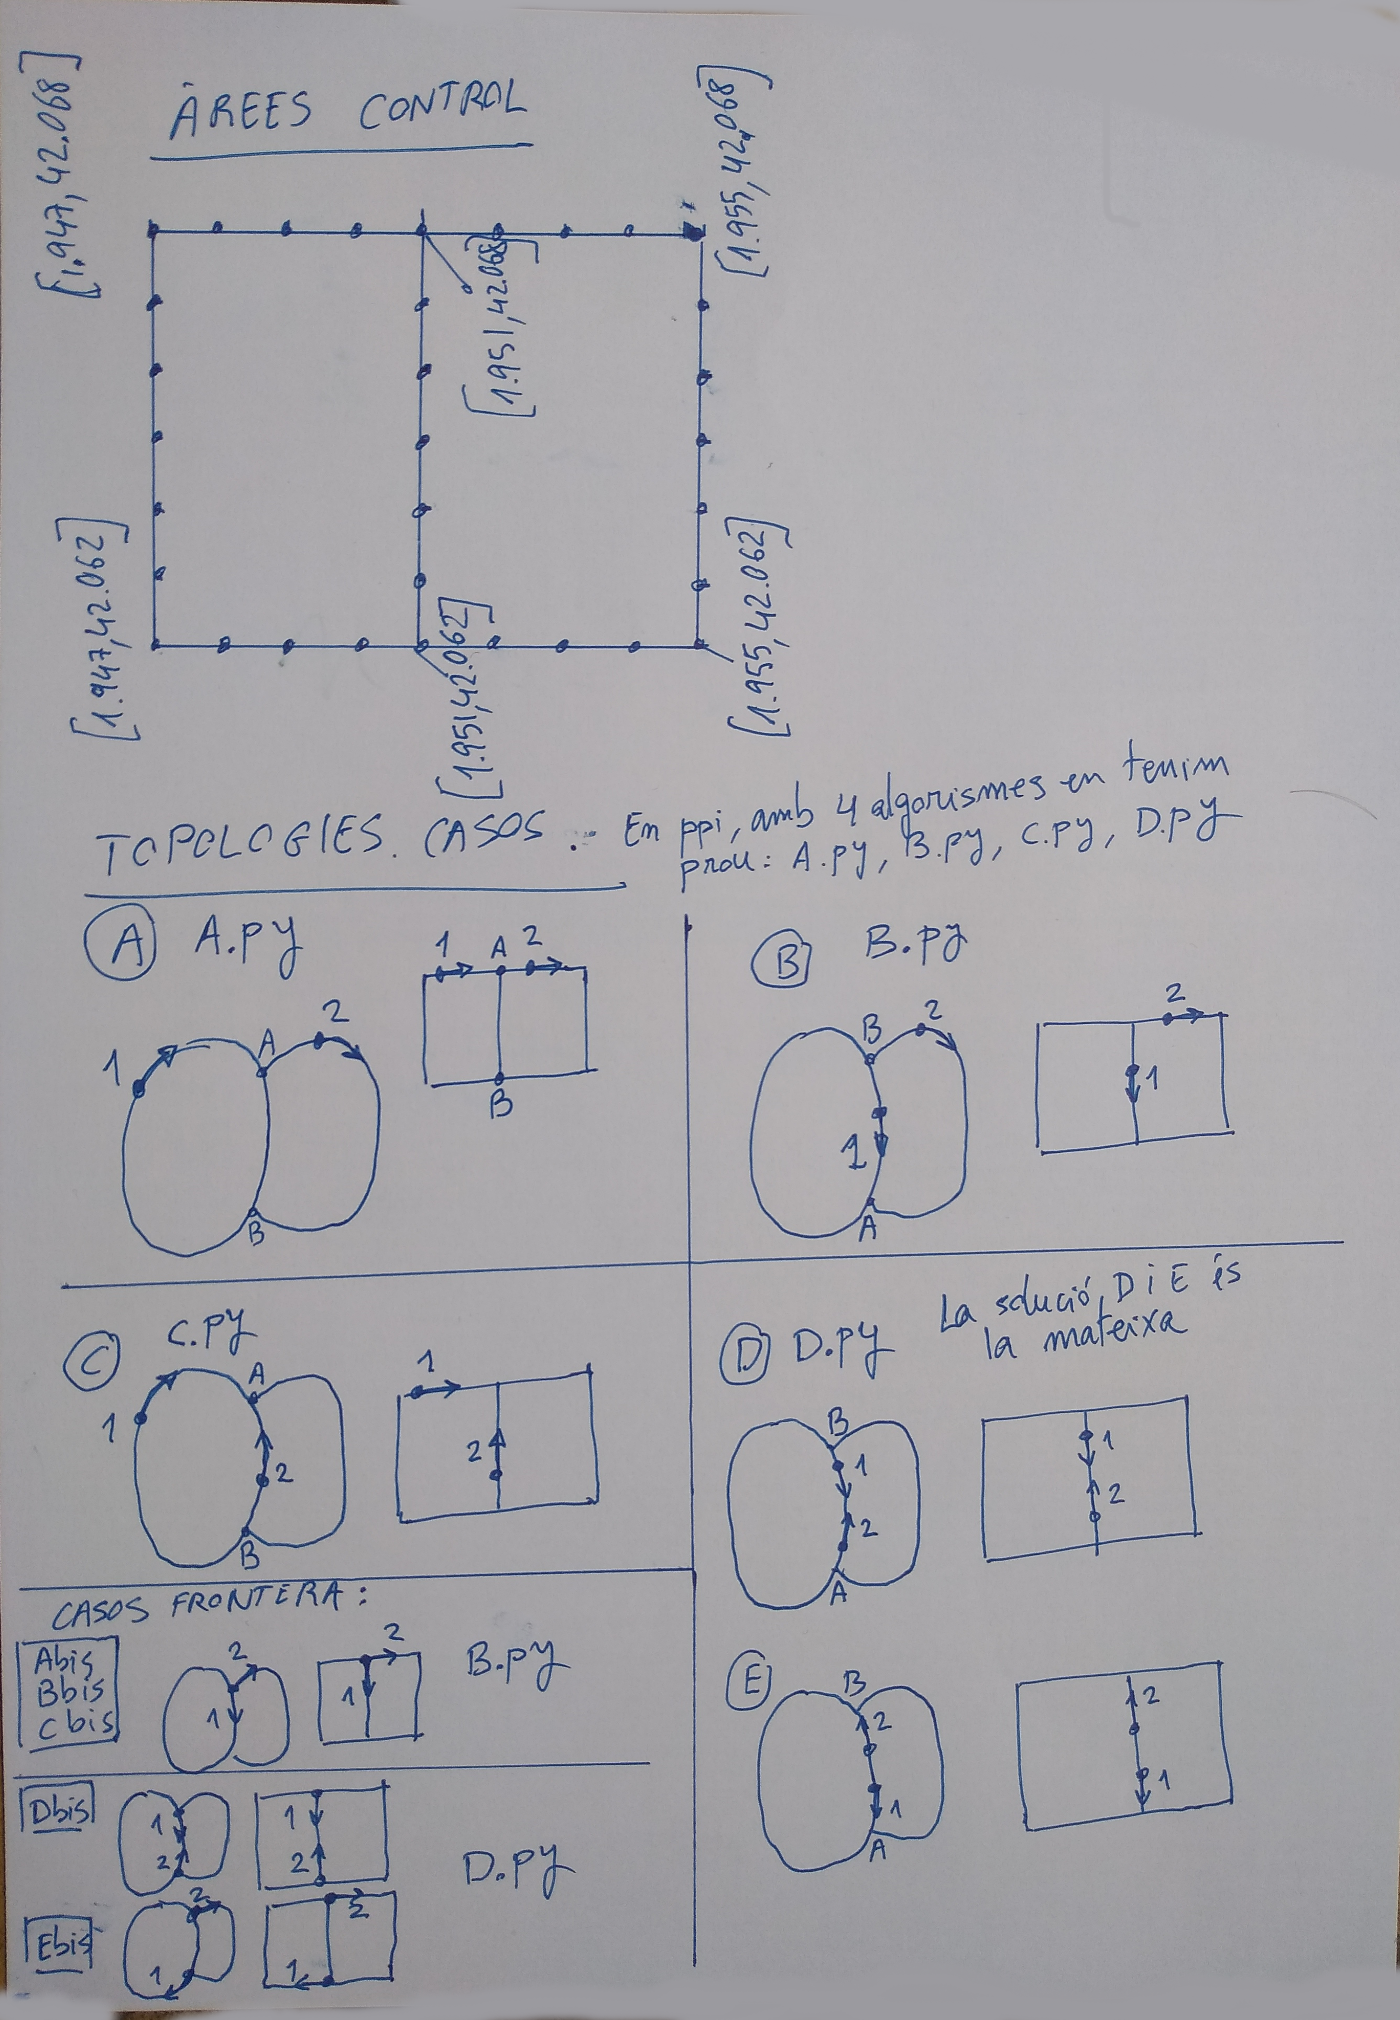 ÀREES CONTROL
[1.947, 42.068]
[1.955, 42.068]
[1.951, 42.068]
[1.947, 42.062]
[1.951, 42.062]
[1.955, 42.062]
TOPOLOGIES. CASOS.- En ppi, amb 4 algorismes en tenim
prou: A.py, B.py, C.py, D.py
A A.py
1 A 2
B
1 A 2
B
B B.py
2
1
B 2
1
A
C C.py
1
2
A
1
2
B
D D.py La solució, D i E és
la mateixa
B
1
2
A
1
2
CASOS FRONTERA:
Abis
Bbis
Cbis
2
1
2
1
B.py
Dbis
1
2
1
2
D.py
Ebis
2
1
2
1
E
B
2
1
A
2
1